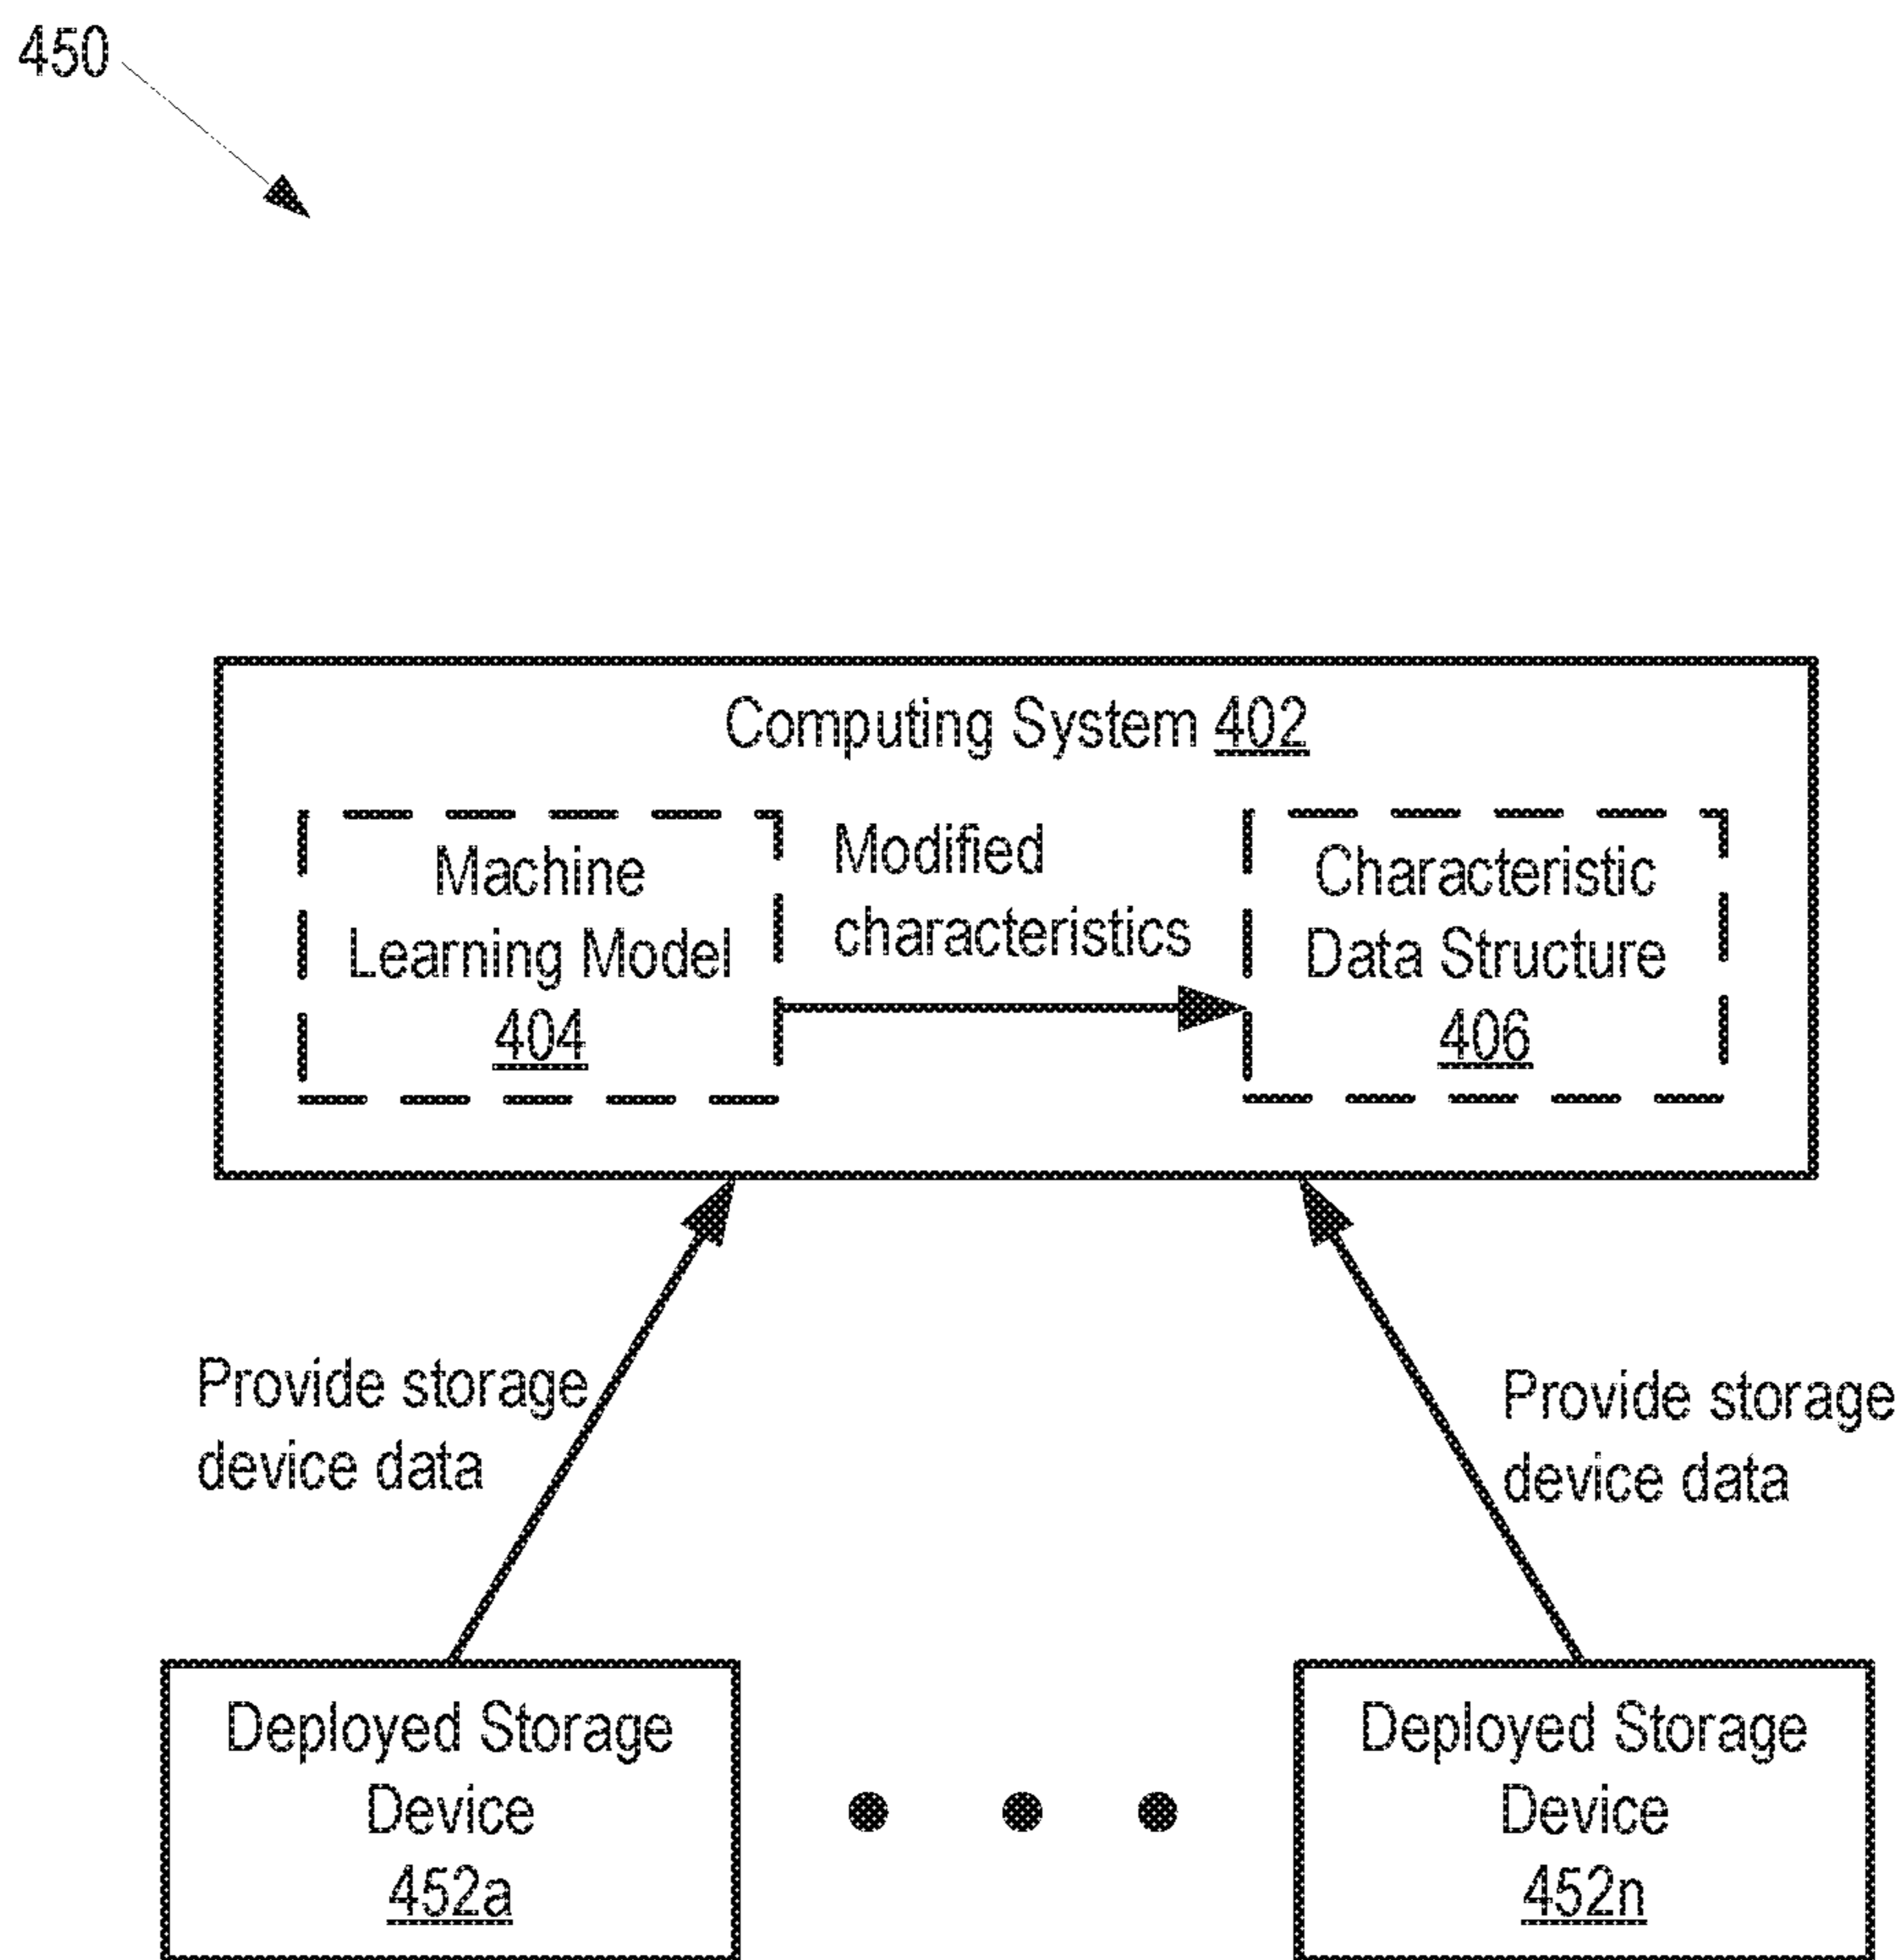 450
Computing System 402
Machine
Learning Model
404
Modified
characteristics
Characteristic
Data Structure
406
Provide storage
device data
Provide storage
device data
Deployed Storage
Device
452a
Deployed Storage
Device
452n